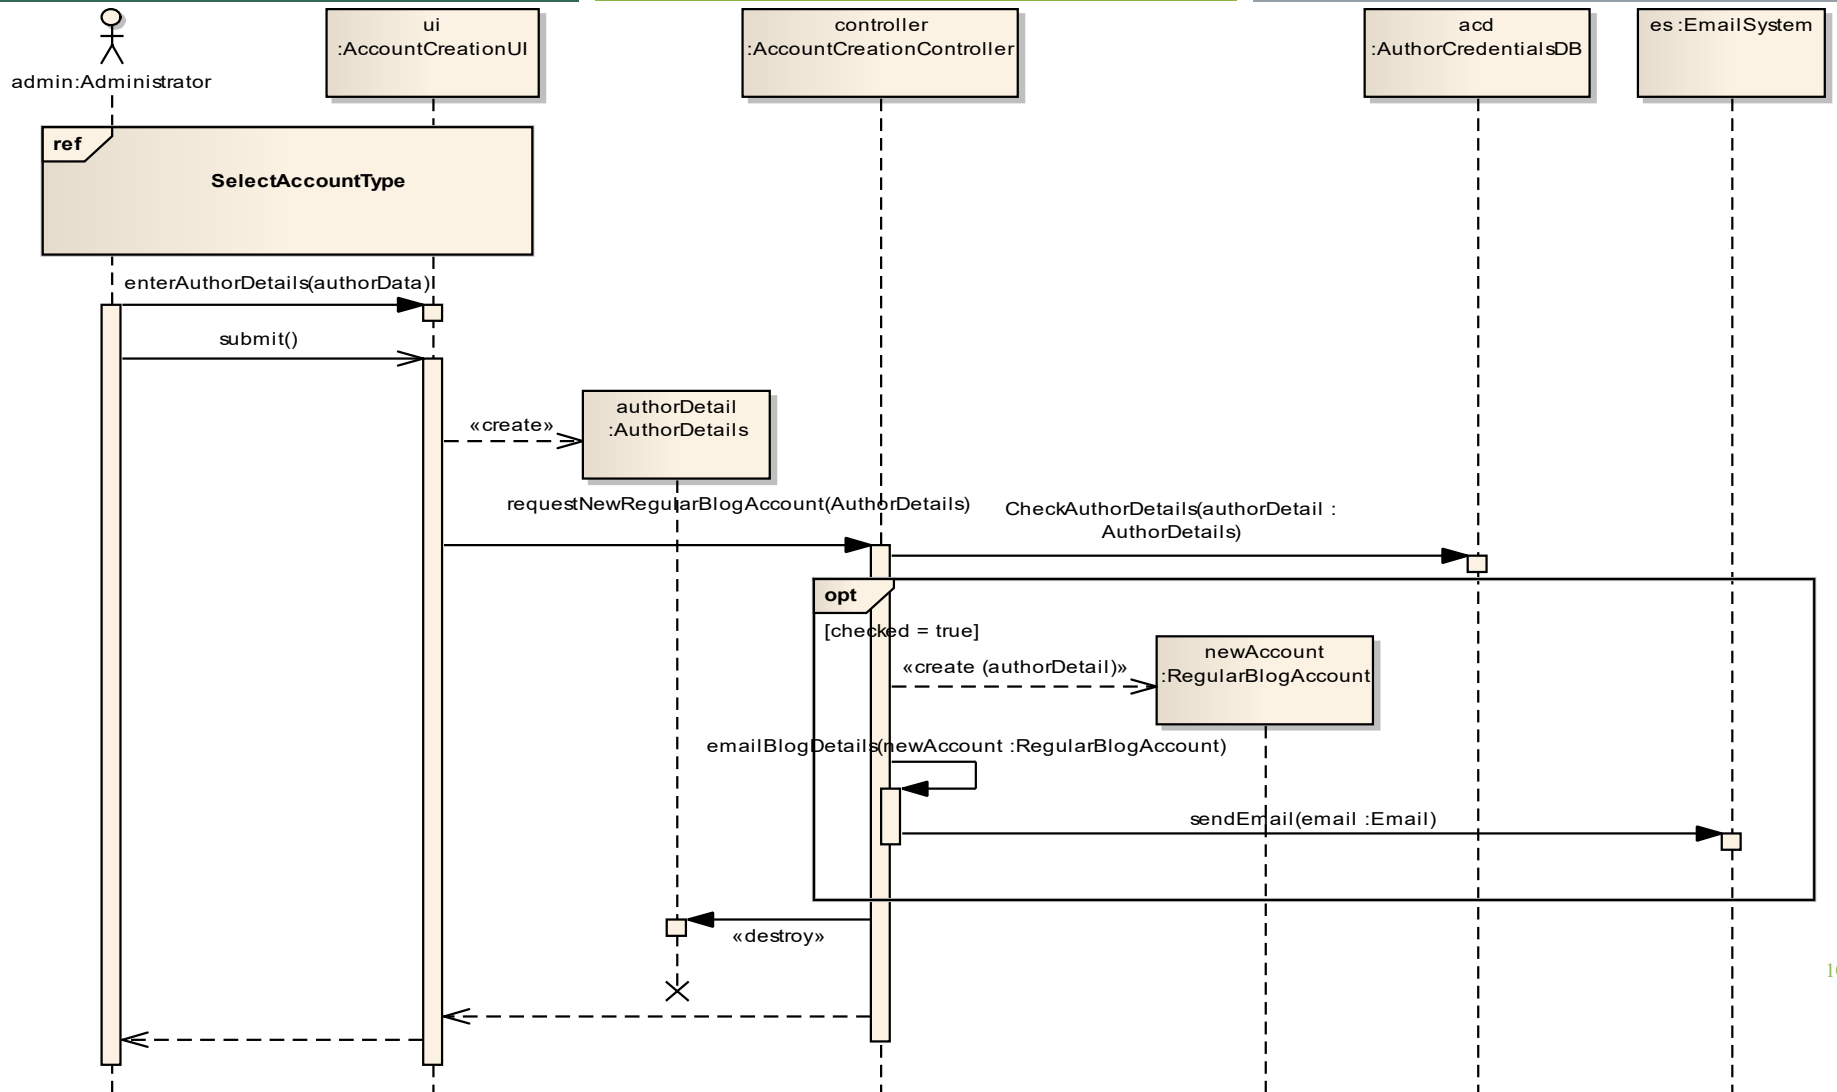 ui
:AccountCreationUI
controller
:AccountCreationController
acd
:AuthorCredentialsDB
es :EmailSystem
admin:Administrator
ref
SelectAccountType
enterAuthorDetails(authorData)
submit()
authorDetail
:AuthorDetails
«create»
requestNewRegularBlogAccount(AuthorDetails)
CheckAuthorDetails(authorDetail :
AuthorDetails)
opt
[checked = true]
newAccount
:RegularBlogAccount
«create (authorDetail)»
emailBlogDetails(newAccount :RegularBlogAccount)
sendEmail(email :Email)
«destroy»